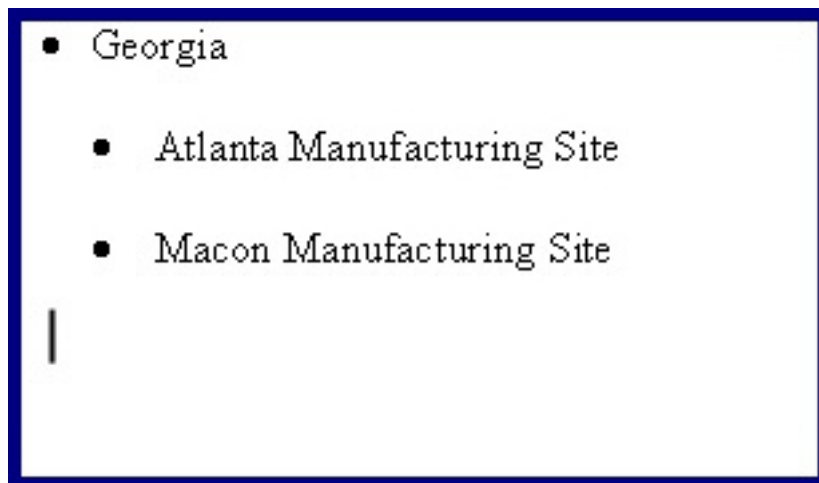 • Georgia
• Atlanta Manufacturing Site
• Macon Manufacturing Site